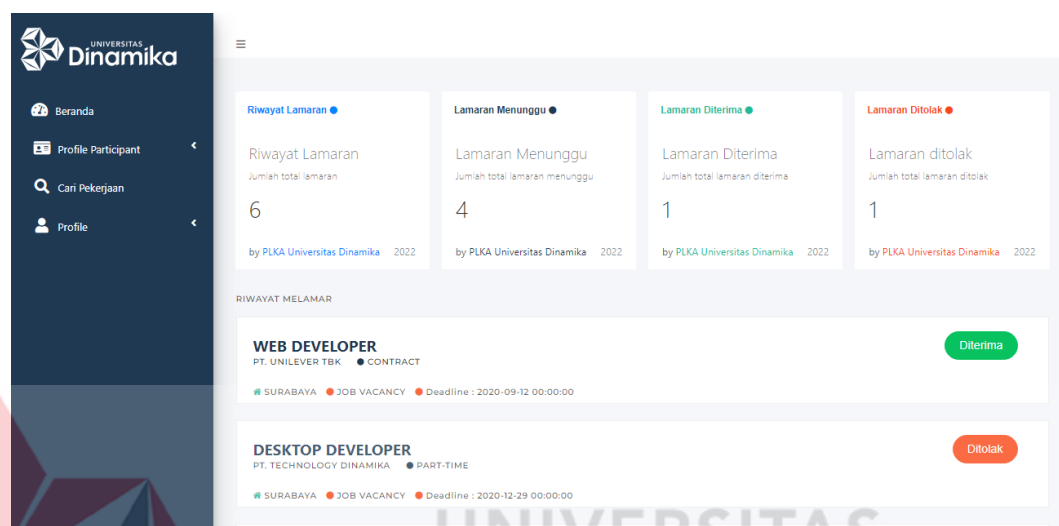 UNIVERSITAS
Dinamika
Beranda
Profile Participant
Cari Pekerjaan
Profile
Riwayat Lamaran
Riwayat Lamaran
Jumlah total lamaran
6
by PLKA Universitas Dinamika 2022
Lamaran Menunggu
Lamaran Menunggu
Jumlah total lamaran menunggu
4
by PLKA Universitas Dinamika 2022
Lamaran Diterima
Lamaran Diterima
Jumlah total lamaran diterima
1
by PLKA Universitas Dinamika 2022
Lamaran Ditolak
Lamaran ditolak
Jumlah total lamaran ditolak
1
by PLKA Universitas Dinamika 2022
RIWAYAT MELAMAR
WEB DEVELOPER
Diterima
PT. UNILEVER TBK CONTRACT
SURABAYA JOB VACANCY Deadline : 2020-09-12 00:00:00
DESKTOP DEVELOPER
Ditolak
PT. TECHNOLOGY DINAMIKA PART-TIME
SURABAYA JOB VACANCY Deadline : 2020-12-29 00:00:00
UNIVERSITAS